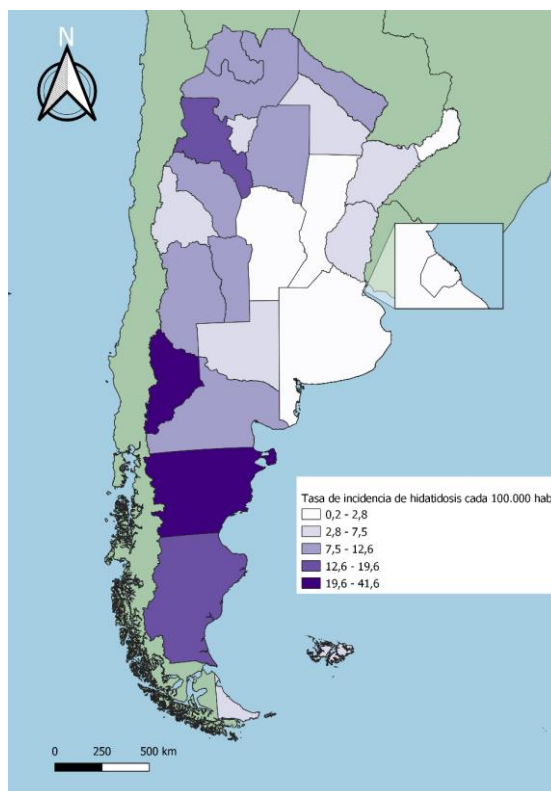 N
Tasa de incidencia de hidatidosis cada 100.000 hab
0,2 - 2,8
2,8 - 7,5
7,5 - 12,6
12,6 - 19,6
19,6 - 41,6
0 250 500 km